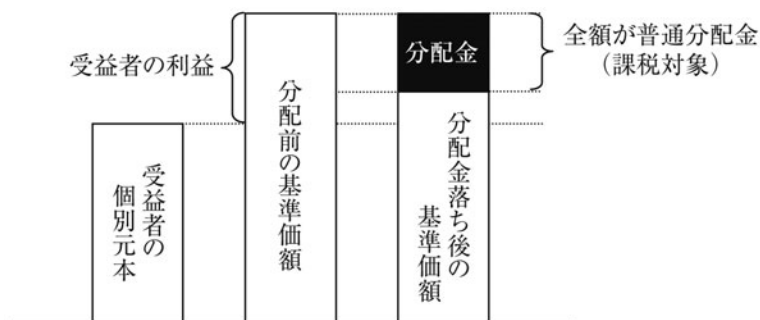 受益者の利益
分配金
全額が普通分配金
（課税対象）
受益者の
個別元本
分配前の基準価額
分配金落ち後の
基準価額